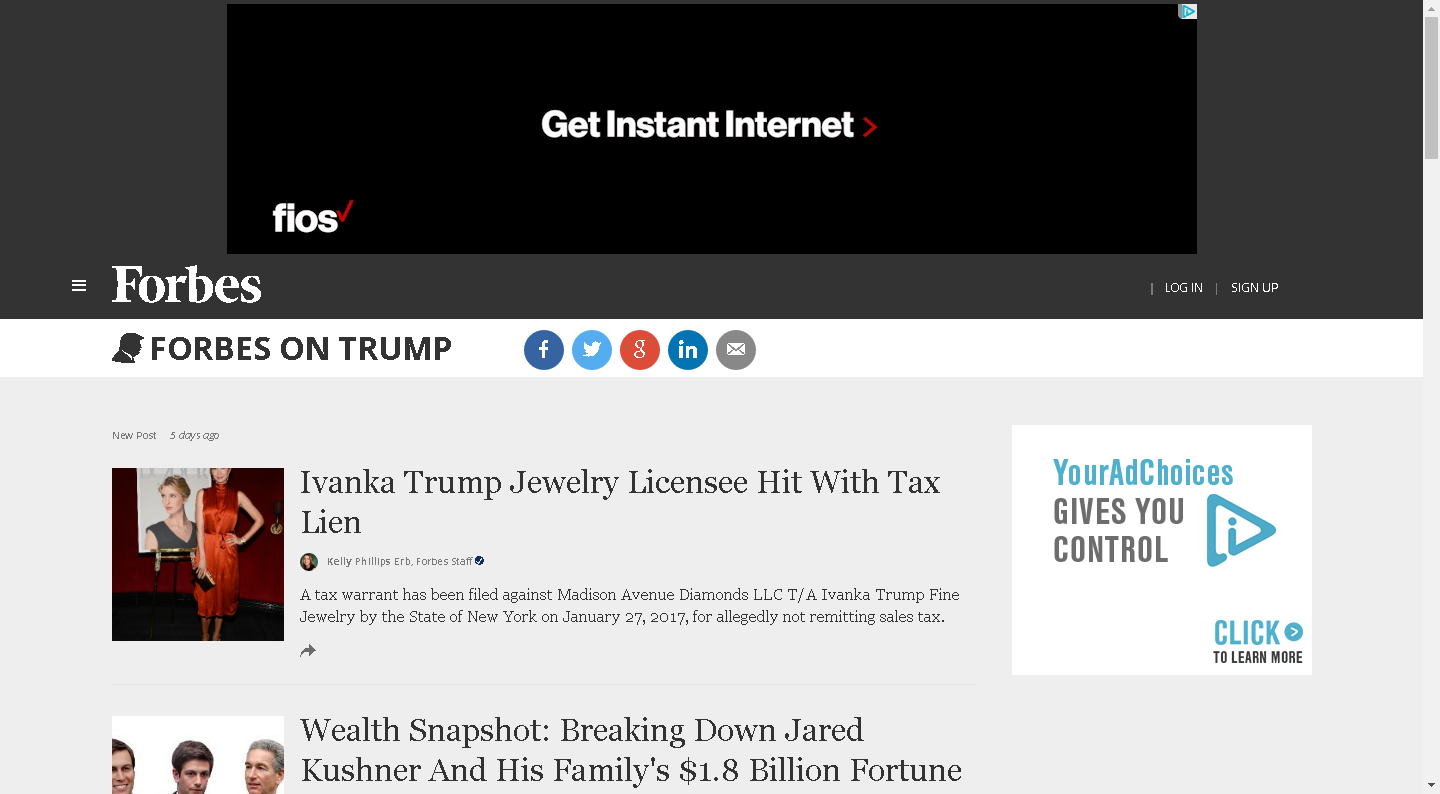 Get Instant Internet >
fios
Forbes
| LOG IN | SIGN UP
FORBES ON TRUMP
f g in
New Post 5 days ago
Ivanka Trump Jewelry Licensee Hit With Tax
Lien
Kelly Phillips Erb, Forbes Staff
A tax warrant has been filed against Madison Avenue Diamonds LLC T/A Ivanka Trump Fine
Jewelry by the State of New York on January 27, 2017, for allegedly not remitting sales tax.
YourAdChoices
GIVES YOU
CONTROL
CLICK
TO LEARN MORE
Wealth Snapshot: Breaking Down Jared
Kushner And His Family's $1.8 Billion Fortune